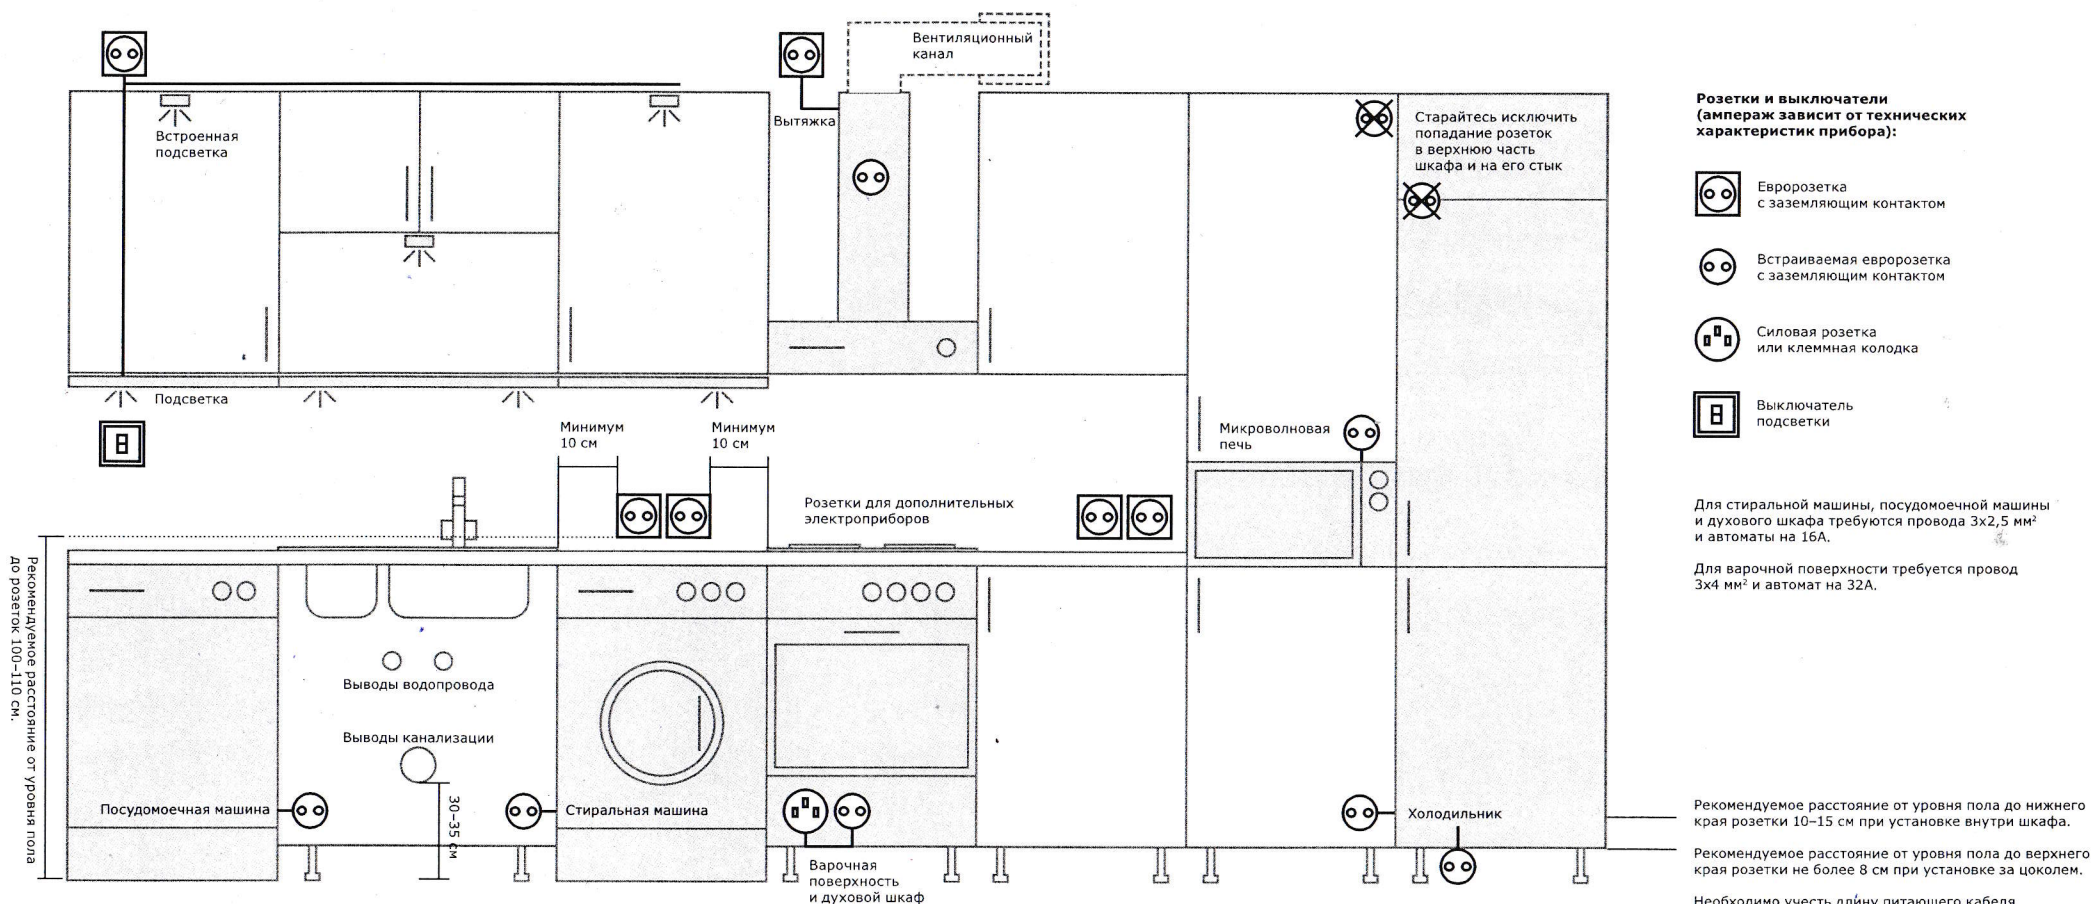 Вентиляционный
канал
Вытяжка
Встроенная
подсветка
Старайтесь исключить
попадание розеток
в верхнюю часть
шкафа и на его стык
Подсветка
Минимум
10 см
Минимум
10 см
Микроволновая
печь
Розетки для дополнительных
электроприборов
Рекомендуемое расстояние от уровня пола
до розеток 100–110 см.
Выводы водопровода
Выводы канализации
30–35 см
Посудомоечная машина
Стиральная машина
Варочная
поверхность
и духовой шкаф
Холодильник
Розетки и выключатели
(ампераж зависит от технических
характеристик прибора):
Евророзетка
с заземляющим контактом
Встраиваемая евророзетка
с заземляющим контактом
Силовая розетка
или клеммная колодка
Выключатель
подсветки
Для стиральной машины, посудомоечной машины
и духового шкафа требуются провода 3х2,5 мм²
и автоматы на 16А.
Для варочной поверхности требуется провод
3х4 мм² и автомат на 32А.
Рекомендуемое расстояние от уровня пола до нижнего
края розетки 10–15 см при установке внутри шкафа.
Рекомендуемое расстояние от уровня пола до верхнего
края розетки не более 8 см при установке за цоколем.
Необходимо учесть длину питающего кабеля